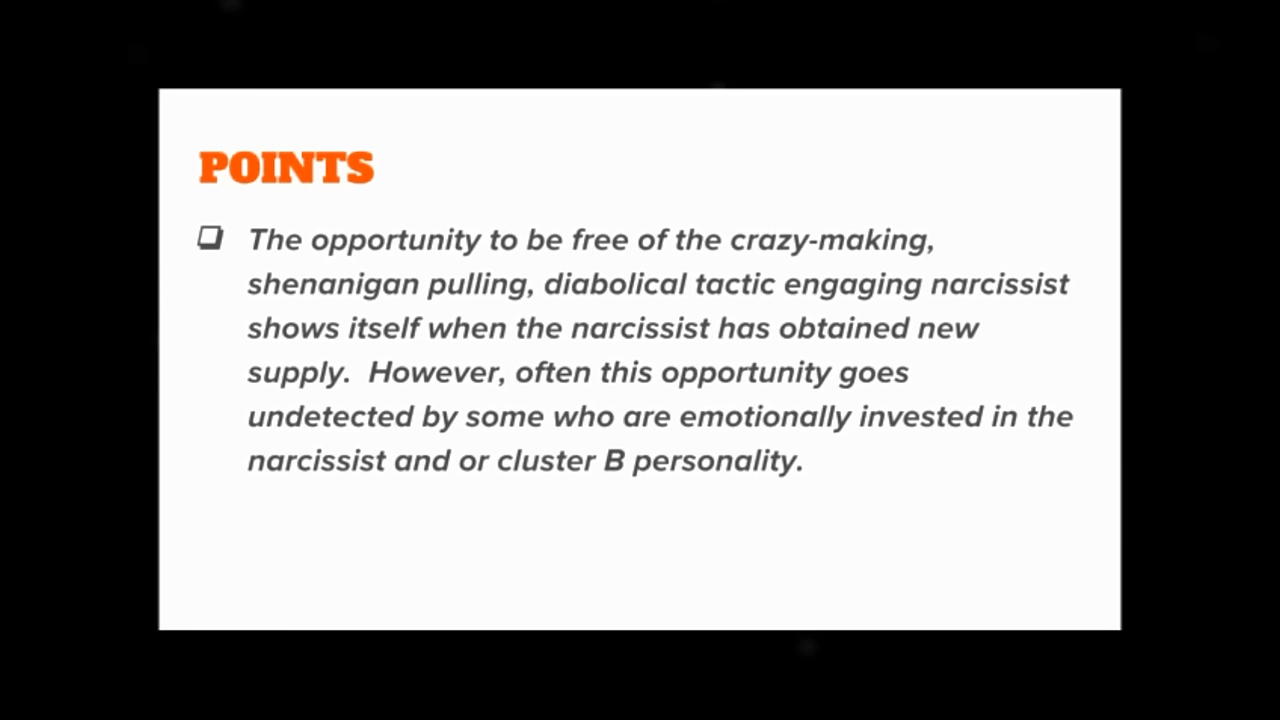 POINTS
The opportunity to be free of the crazy-making,
shenanigan pulling, diabolical tactic engaging narcissist
shows itself when the narcissist has obtained new
supply.  However, often this opportunity goes
undetected by some who are emotionally invested in the
narcissist and or cluster B personality.